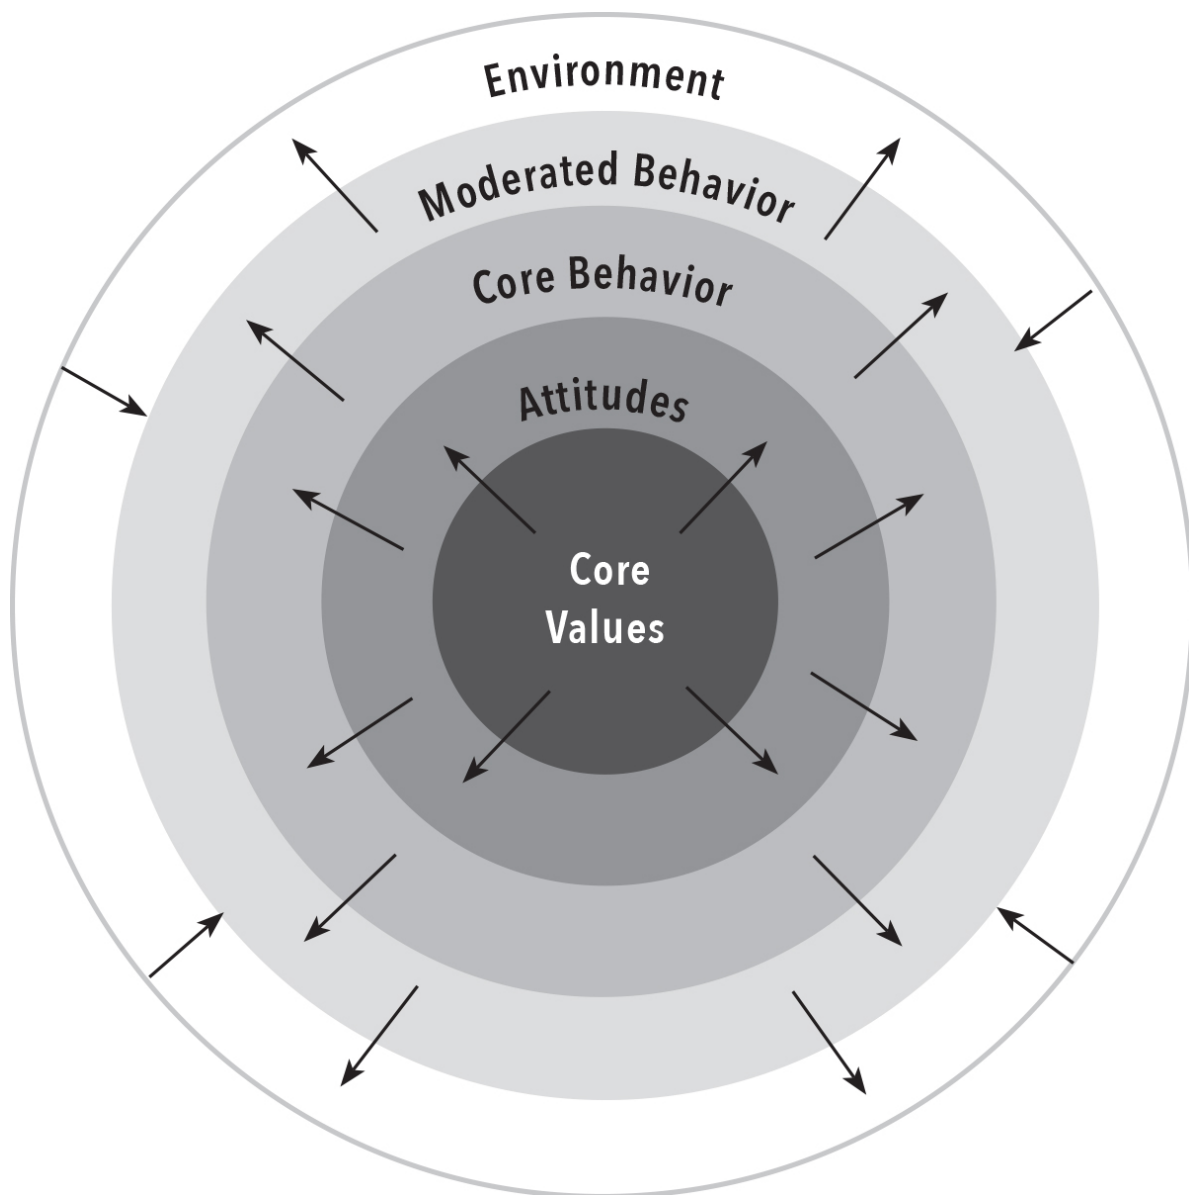 Environment
Moderated Behavior
Core Behavior
Attitudes
Core
Values